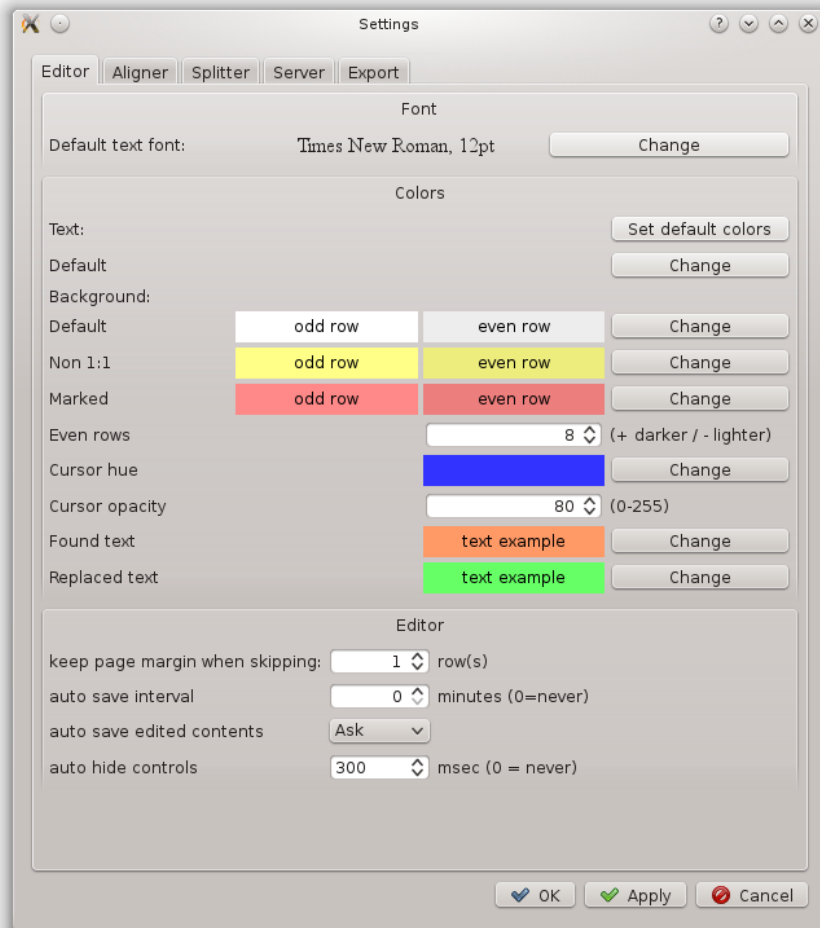 Settings
Editor Aligner Splitter Server Export
Font
Default text font: Times New Roman, 12pt Change
Colors
Text: Set default colors
Default Change
Background:
Default odd row even row Change
Non 1:1 odd row even row Change
Marked odd row even row Change
Even rows 8 (+ darker / - lighter)
Cursor hue Change
Cursor opacity 80 (0-255)
Found text text example Change
Replaced text text example Change
Editor
keep page margin when skipping: 1 row(s)
auto save interval 0 minutes (0=never)
auto save edited contents Ask
auto hide controls 300 msec (0 = never)
OK Apply Cancel